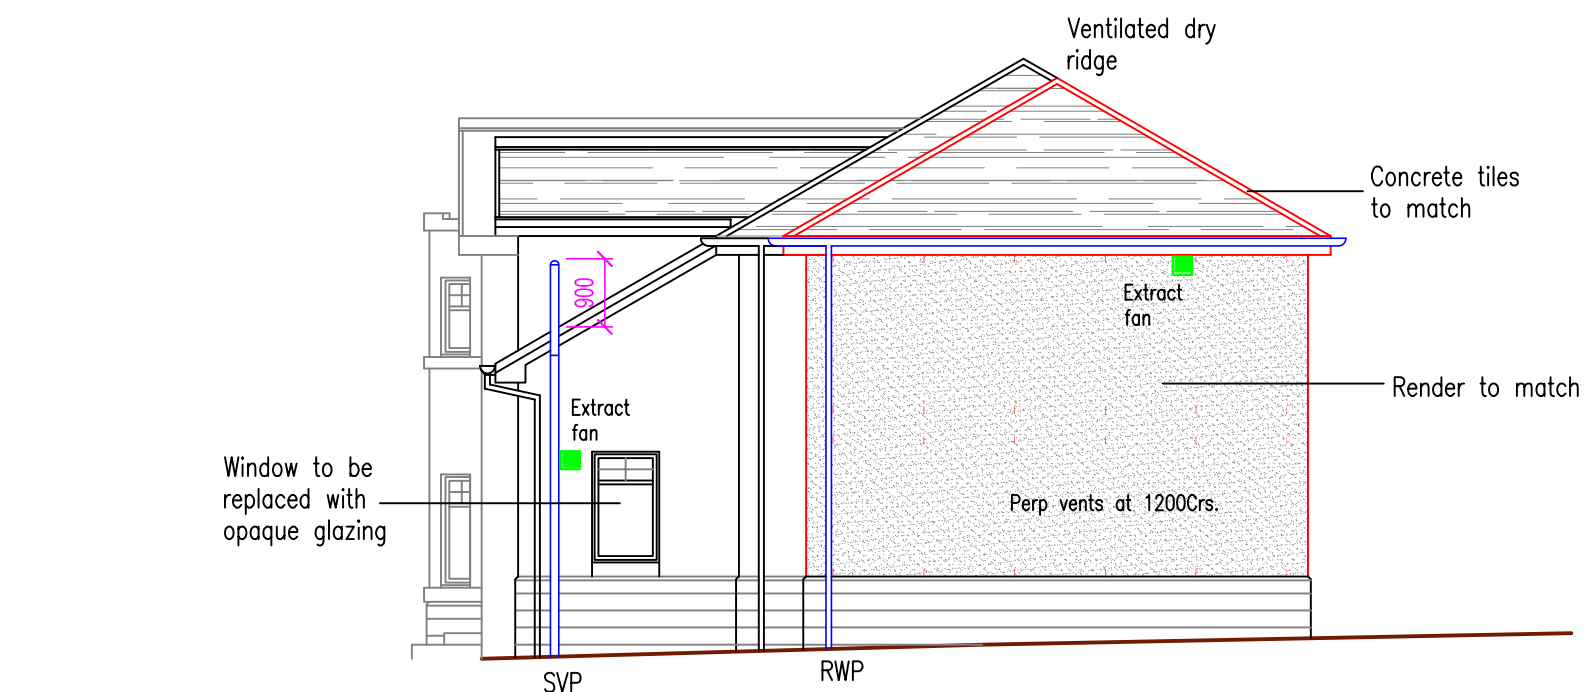 Ventilated dry
ridge
Concrete tiles
to match
900
Extract
fan
Render to match
Extract
fan
Window to be
replaced with
opaque glazing
Perp vents at 1200Crs.
SVP
RWP